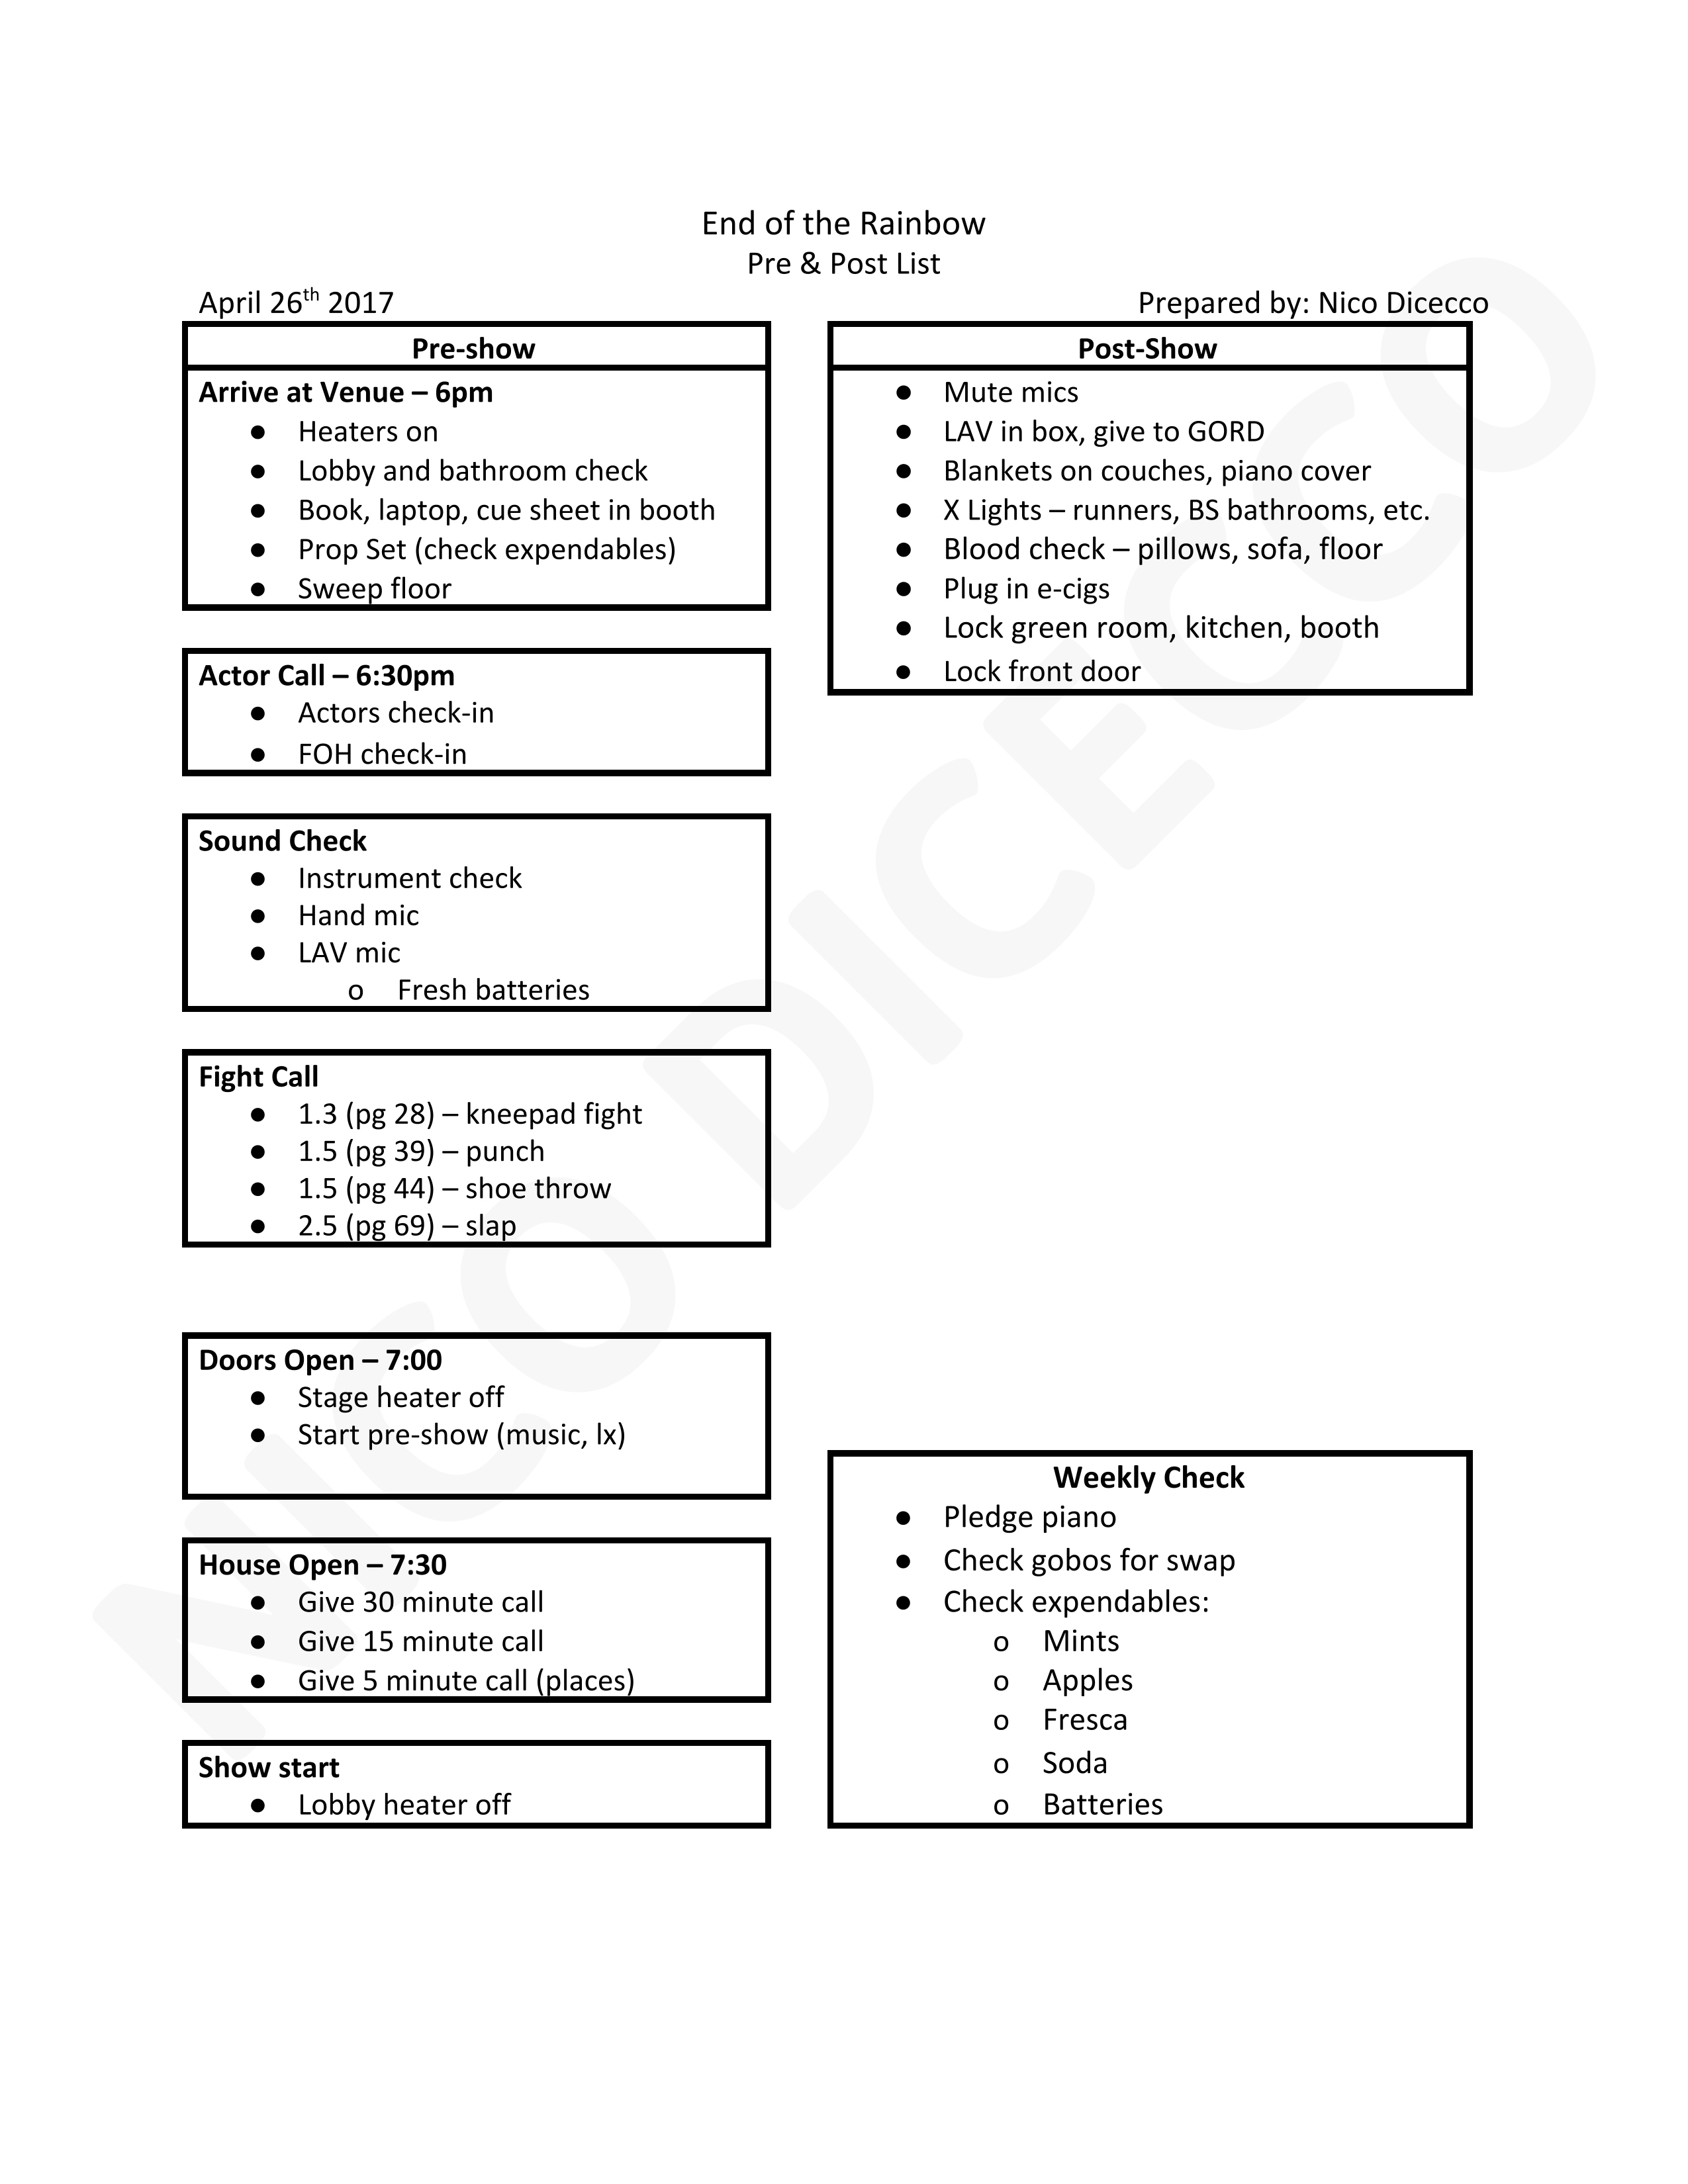 End of the Rainbow
Pre & Post List
April 26th 2017
Prepared by: Nico Dicecco
Pre-show
Arrive at Venue – 6pm
● Heaters on
● Lobby and bathroom check
● Book, laptop, cue sheet in booth
● Prop Set (check expendables)
● Sweep floor
Actor Call – 6:30pm
● Actors check-in
● FOH check-in
Sound Check
● Instrument check
● Hand mic
● LAV mic
o Fresh batteries
Fight Call
● 1.3 (pg 28) – kneepad fight
● 1.5 (pg 39) – punch
● 1.5 (pg 44) – shoe throw
● 2.5 (pg 69) – slap
Doors Open – 7:00
● Stage heater off
● Start pre-show (music, lx)
House Open – 7:30
● Give 30 minute call
● Give 15 minute call
● Give 5 minute call (places)
Show start
● Lobby heater off
Post-Show
● Mute mics
● LAV in box, give to GORD
● Blankets on couches, piano cover
● X Lights – runners, BS bathrooms, etc.
● Blood check – pillows, sofa, floor
● Plug in e-cigs
● Lock green room, kitchen, booth
● Lock front door
Weekly Check
● Pledge piano
● Check gobos for swap
● Check expendables:
o Mints
o Apples
o Fresca
o Soda
o Batteries
NICO DICECCO